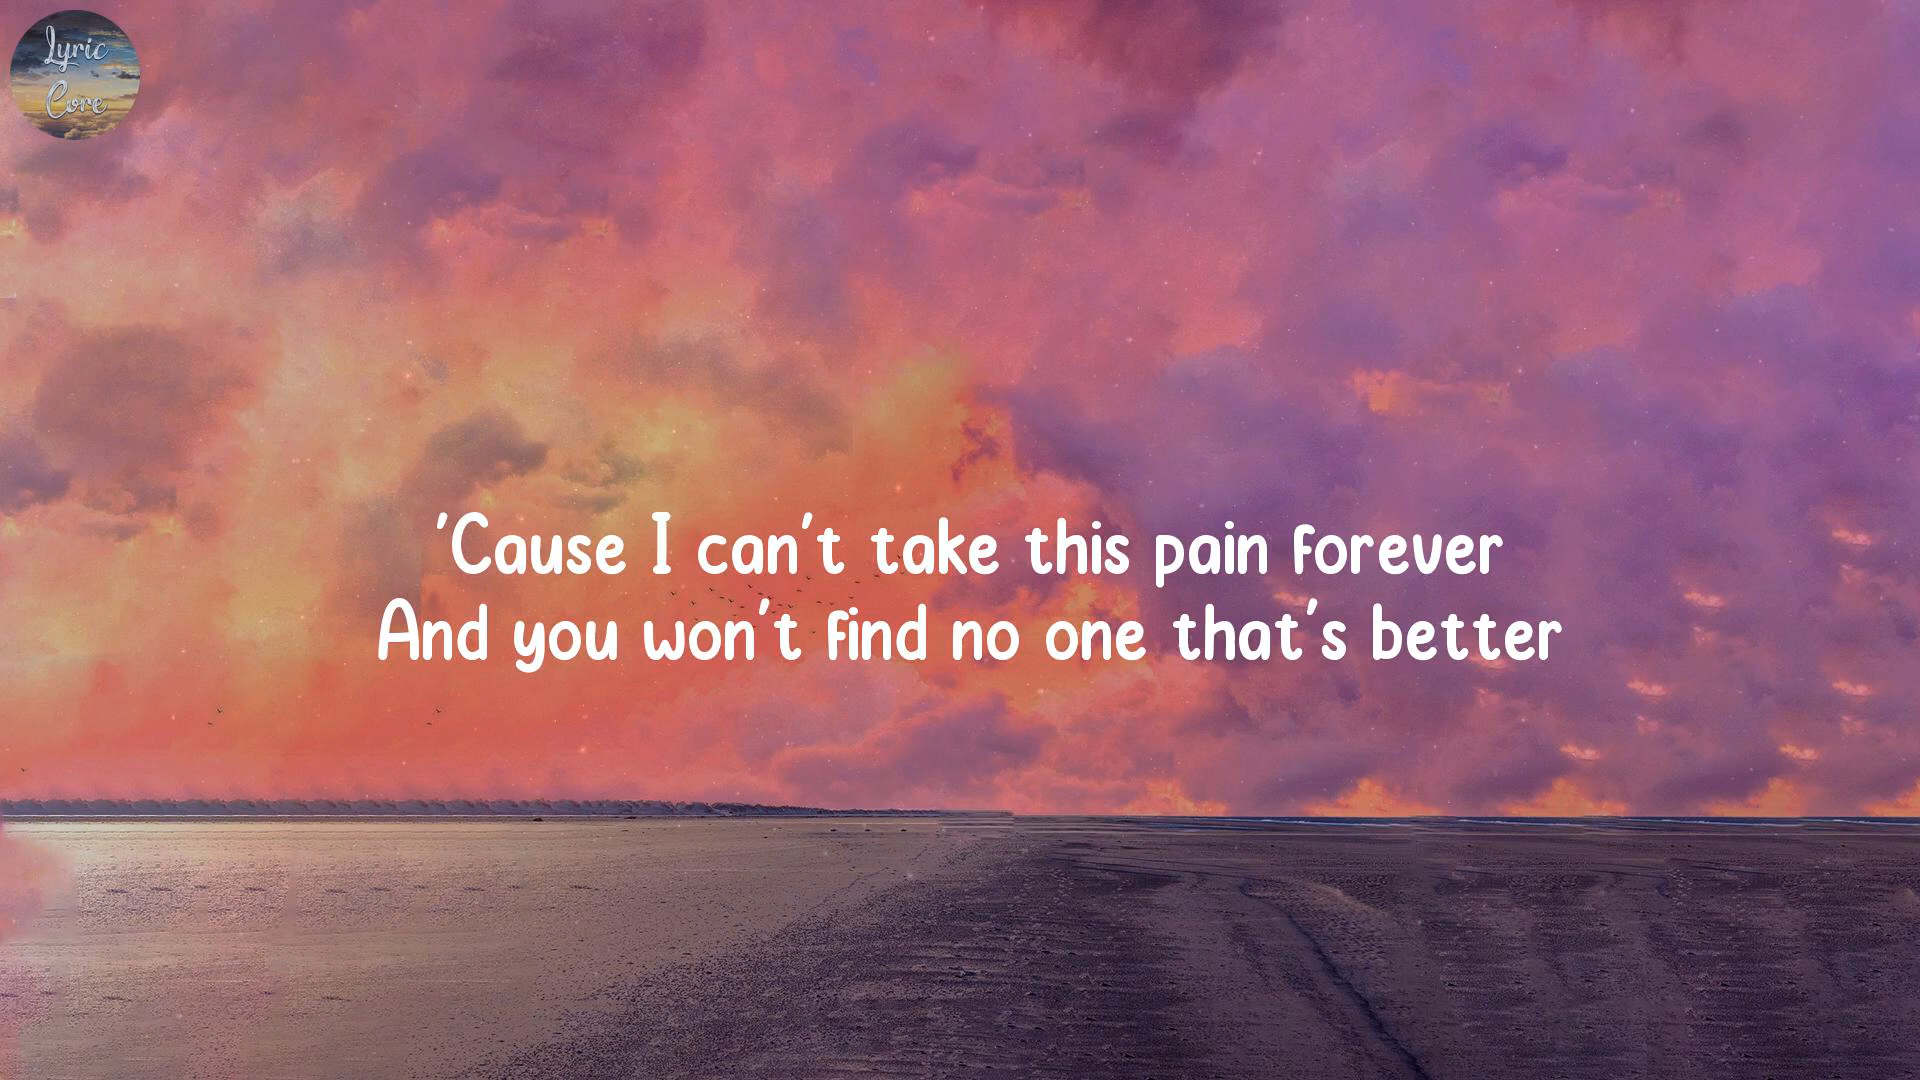 Lyric
Core
'Cause I can't take this pain forever
And you won't find no one that's better